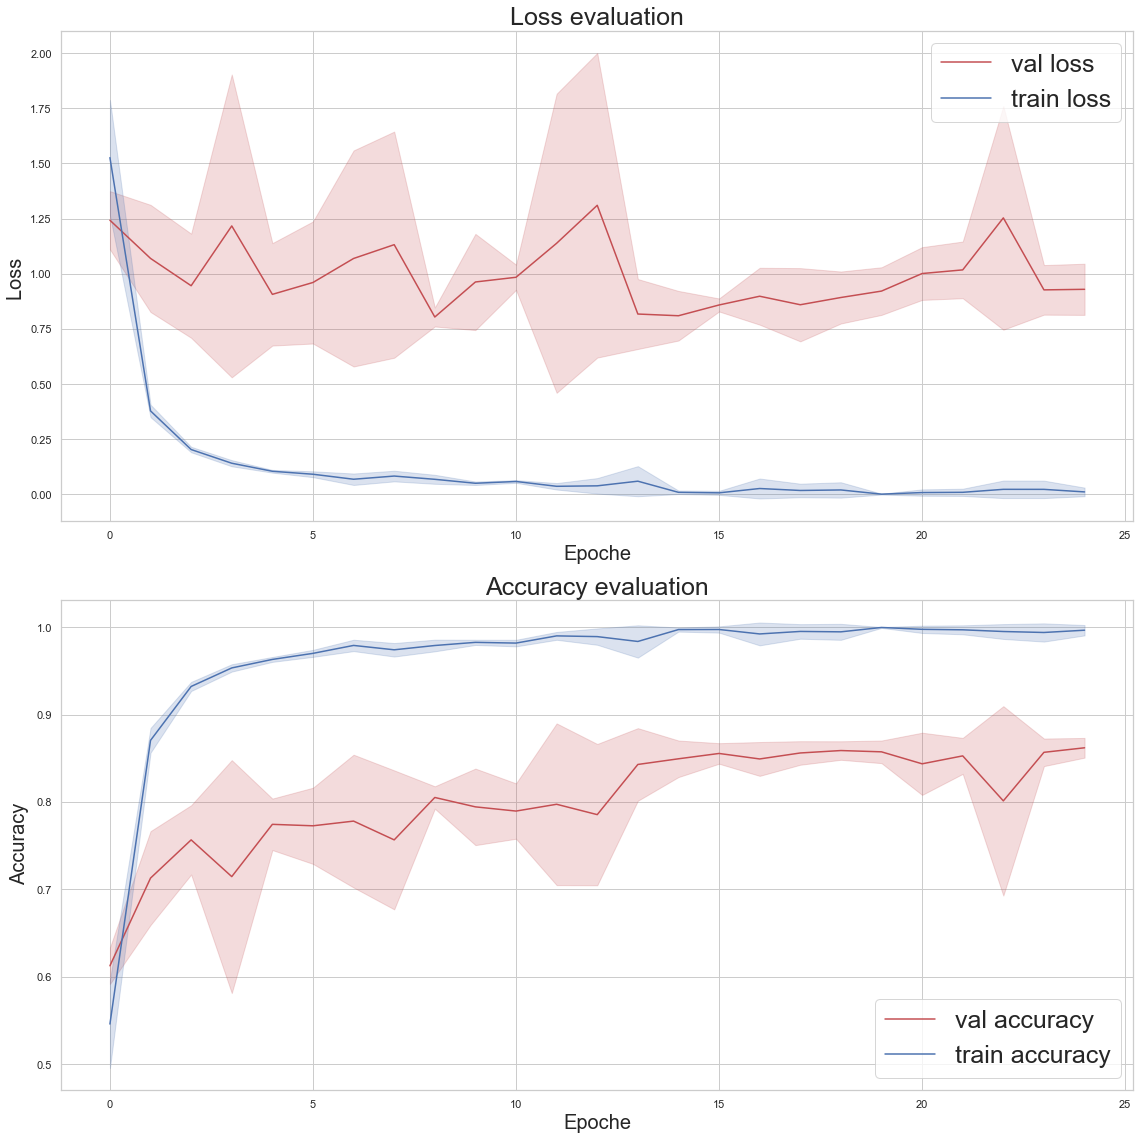 Loss evaluation
2.00
1.75
1.50
1.25
1.00
0.75
0.50
0.25
0.00
Loss
val loss
train loss
0 5 10 15 20 25
Epoche
Accuracy evaluation
1.0
0.9
0.8
0.7
0.6
0.5
Accuracy
val accuracy
train accuracy
0 5 10 15 20 25
Epoche